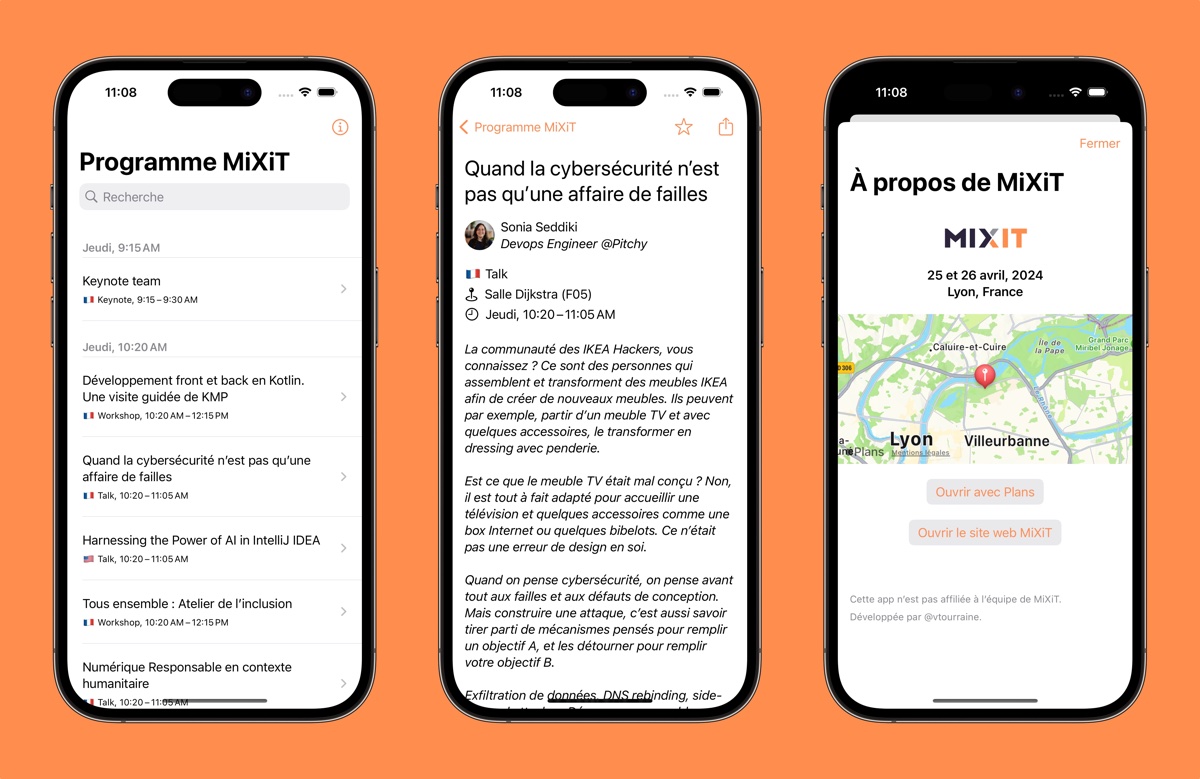 11:08
Programme MiXiT
Recherche
Jeudi, 9:15 AM
Keynote team
Keynote, 9:15 – 9:30 AM
Jeudi, 10:20 AM
Développement front et back en Kotlin.
Une visite guidée de KMP
Workshop, 10:20 AM – 12:15 PM
Quand la cybersécurité n’est pas qu’une
affaire de failles
Talk, 10:20 – 11:05 AM
Harnessing the Power of AI in IntelliJ IDEA
Talk, 10:20 – 11:05 AM
Tous ensemble : Atelier de l’inclusion
Workshop, 10:20 AM – 12:15 PM
Numérique Responsable en contexte
humanitaire
Talk, 10:20 – 11:05 AM
11:08
Programme MiXiT
Quand la cybersécurité n’est
pas qu’une affaire de failles
Sonia Seddiki
Devops Engineer @Pitchy
Talk
Salle Dijkstra (F05)
Jeudi, 10:20 – 11:05 AM
La communauté des IKEA Hackers, vous
connaissez ? Ce sont des personnes qui
assemblent et transforment des meubles IKEA
afin de créer de nouveaux meubles. Ils peuvent
par exemple, partir d’un meuble TV et avec
quelques accessoires, le transformer en
dressing avec penderie.
Est ce que le meuble TV était mal conçu ? Non,
il est tout à fait adapté pour accueillir une
télévision et quelques accessoires comme une
box Internet ou quelques bibelots. Ce n’était
pas une erreur de design en soi.
Quand on pense cybersécurité, on pense avant
tout aux failles et aux défauts de conception.
Mais construire une attaque, c’est aussi savoir
tirer parti de mécanismes pensés pour remplir
un objectif A, et les détourner pour remplir
votre objectif B.
Exfiltration de données, DNS rebinding, side-
11:08
Fermer
À propos de MiXiT
MIXIT
25 et 26 avril, 2024
Lyon, France
Caluire-et-Cuire
Île de
la Pape
Grand Parc
Miribel Jonage
D 306
Le Rhône
Lyon
Villeurbanne
Plans
Mentions légales
Ouvrir avec Plans
Ouvrir le site web MiXiT
Cette app n’est pas affiliée à l’équipe de MiXiT.
Développée par @vtourraine.